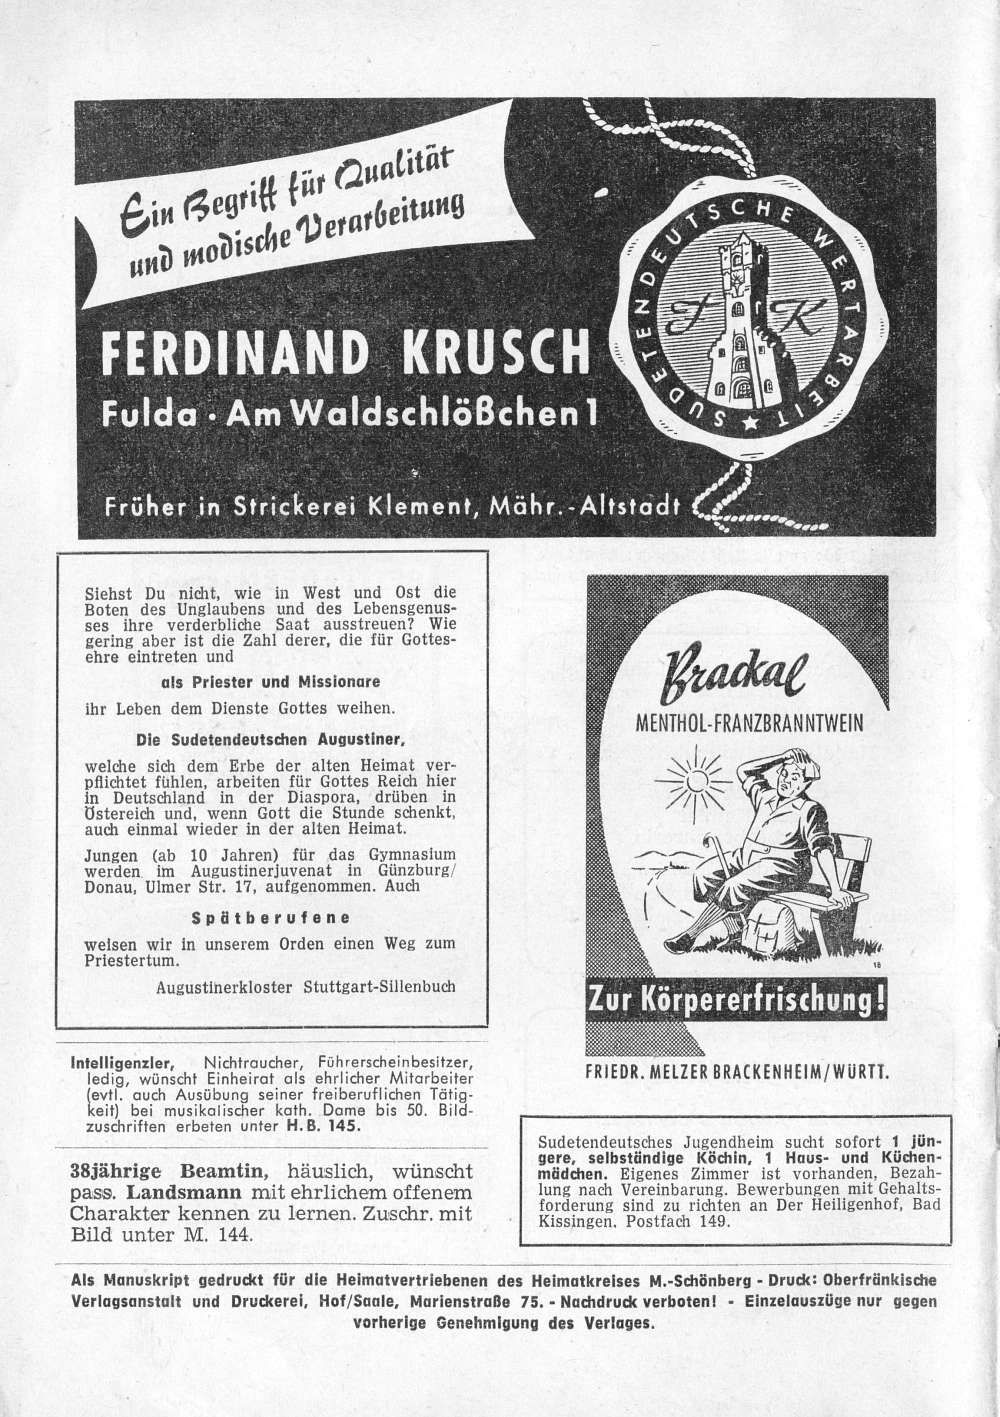 Ein Begriff für Qualität
und modische Verarbeitung
SUDETENDEUTSCHE WERTARBEIT
F K
FERDINAND KRUSCH
Fulda · Am Waldschlößchen 1
Früher in Strickerei Klement, Mähr.-Altstadt
Siehst Du nicht, wie in West und Ost die
Boten des Unglaubens und des Lebensgenus-
ses ihre verderbliche Saat ausstreuen? Wie
gering aber ist die Zahl derer, die für Gottes-
ehre eintreten und
als Priester und Missionare
ihr Leben dem Dienste Gottes weihen.
Die Sudetendeutschen Augustiner,
welche sich dem Erbe der alten Heimat ver-
pflichtet fühlen, arbeiten für Gottes Reich hier
in Deutschland in der Diaspora, drüben in
Östereich und, wenn Gott die Stunde schenkt,
auch einmal wieder in der alten Heimat.
Jungen (ab 10 Jahren) für das Gymnasium
werden im Augustinerjuvenat in Günzburg/
Donau, Ulmer Str. 17, aufgenommen. Auch
Spätberufene
weisen wir in unserem Orden einen Weg zum
Priestertum.
Augustinerkloster Stuttgart-Sillenbuch
Intelligenzler, Nichtraucher, Führerscheinbesitzer,
ledig, wünscht Einheirat als ehrlicher Mitarbeiter
(evtl. auch Ausübung seiner freiberuflichen Tätig-
keit) bei musikalischer kath. Dame bis 50. Bild-
zuschriften erbeten unter H. B. 145.
38jährige Beamtin, häuslich, wünscht
pass. Landsmann mit ehrlichem offenem
Charakter kennen zu lernen. Zuschr. mit
Bild unter M. 144.
Brackal
MENTHOL-FRANZBRANNTWEIN
18
Zur Körpererfrischung!
FRIEDR. MELZER BRACKENHEIM/WÜRTT.
Sudetendeutsches Jugendheim sucht sofort 1 jün-
gere, selbständige Köchin, 1 Haus- und Küchen-
mädchen. Eigenes Zimmer ist vorhanden, Bezah-
lung nach Vereinbarung. Bewerbungen mit Gehalts-
forderung sind zu richten an Der Heiligenhof, Bad
Kissingen. Postfach 149.
Als Manuskript gedruckt für die Heimatvertriebenen des Heimatkreises M.-Schönberg - Druck: Oberfränkische
Verlagsanstalt und Druckerei, Hof/Saale, Marienstraße 75. - Nachdruck verboten! - Einzelauszüge nur gegen
vorherige Genehmigung des Verlages.